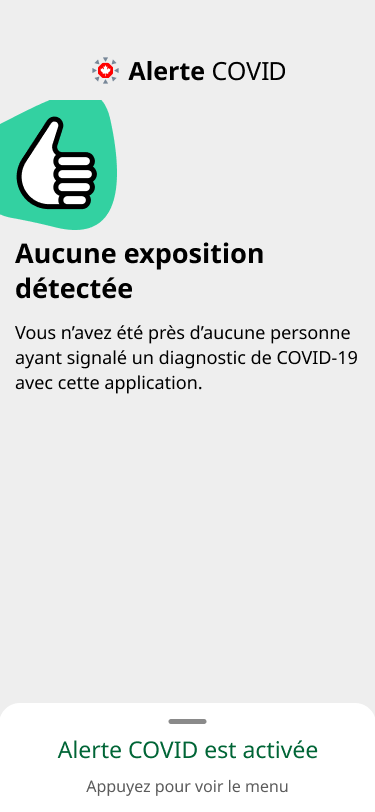 Alerte COVID
Aucune exposition
détectée
Vous n’avez été près d’aucune personne
ayant signalé un diagnostic de COVID-19
avec cette application.
Alerte COVID est activée
Appuyez pour voir le menu